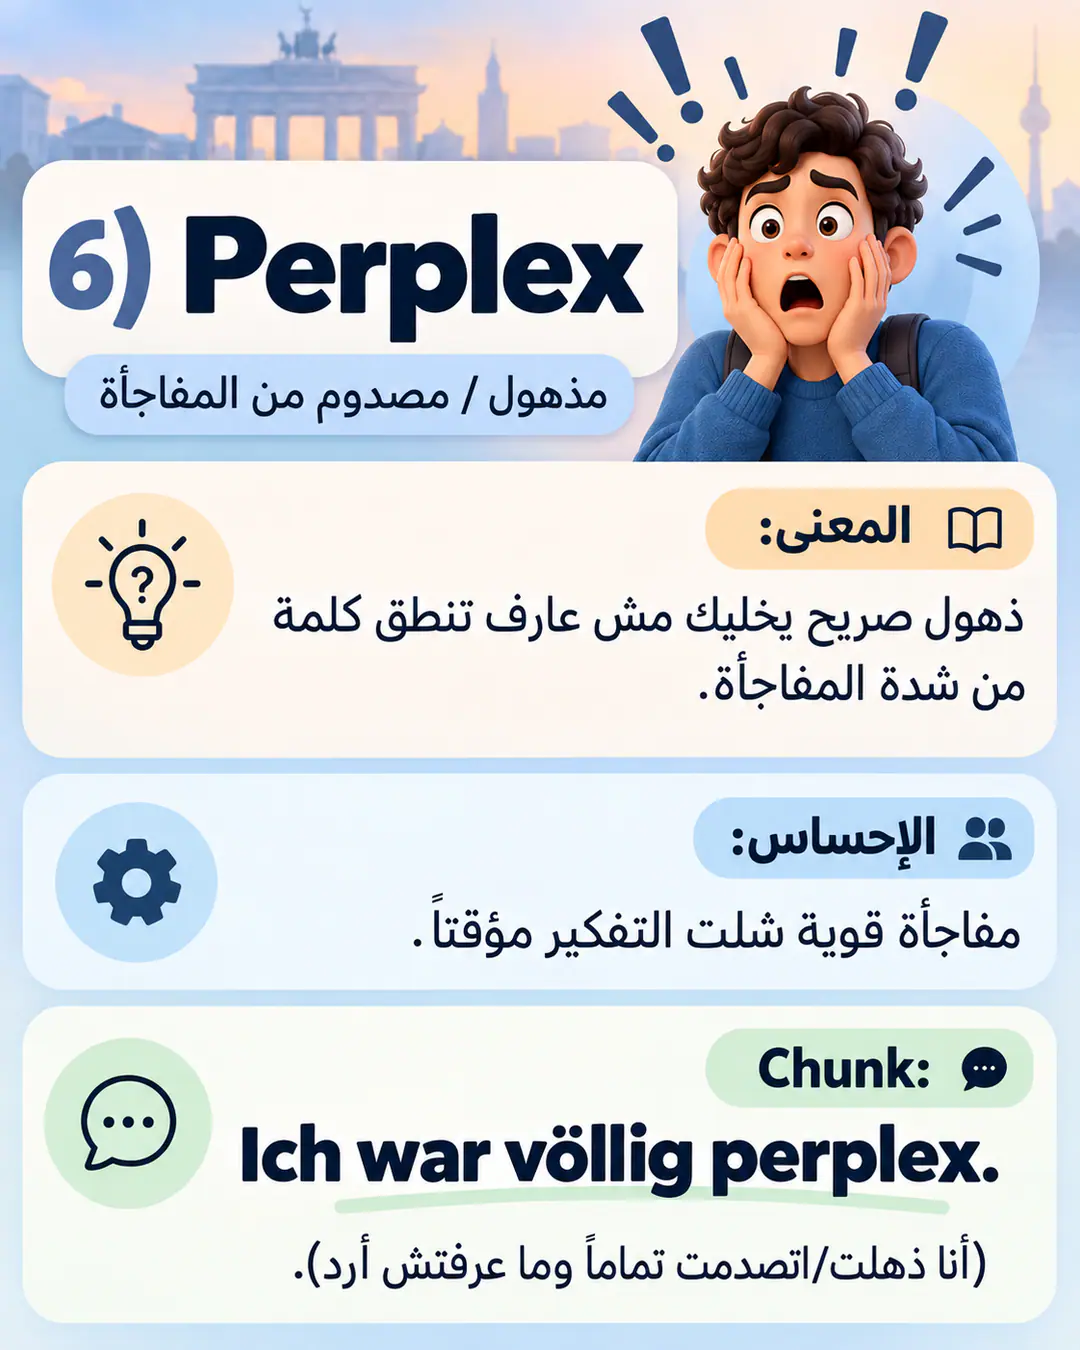 6) Perplex
مذهول / مصدوم من المفاجأة
المعنى:
ذهول صريح يخليك مش عارف تنطق كلمة
من شدة المفاجأة.
?
الإحساس:
مفاجأة قوية شلت التفكير مؤقتاً.
Chunk:
Ich war völlig perplex.
(أنا ذهلت/اتصدمت تماماً وما عرفتش أرد).